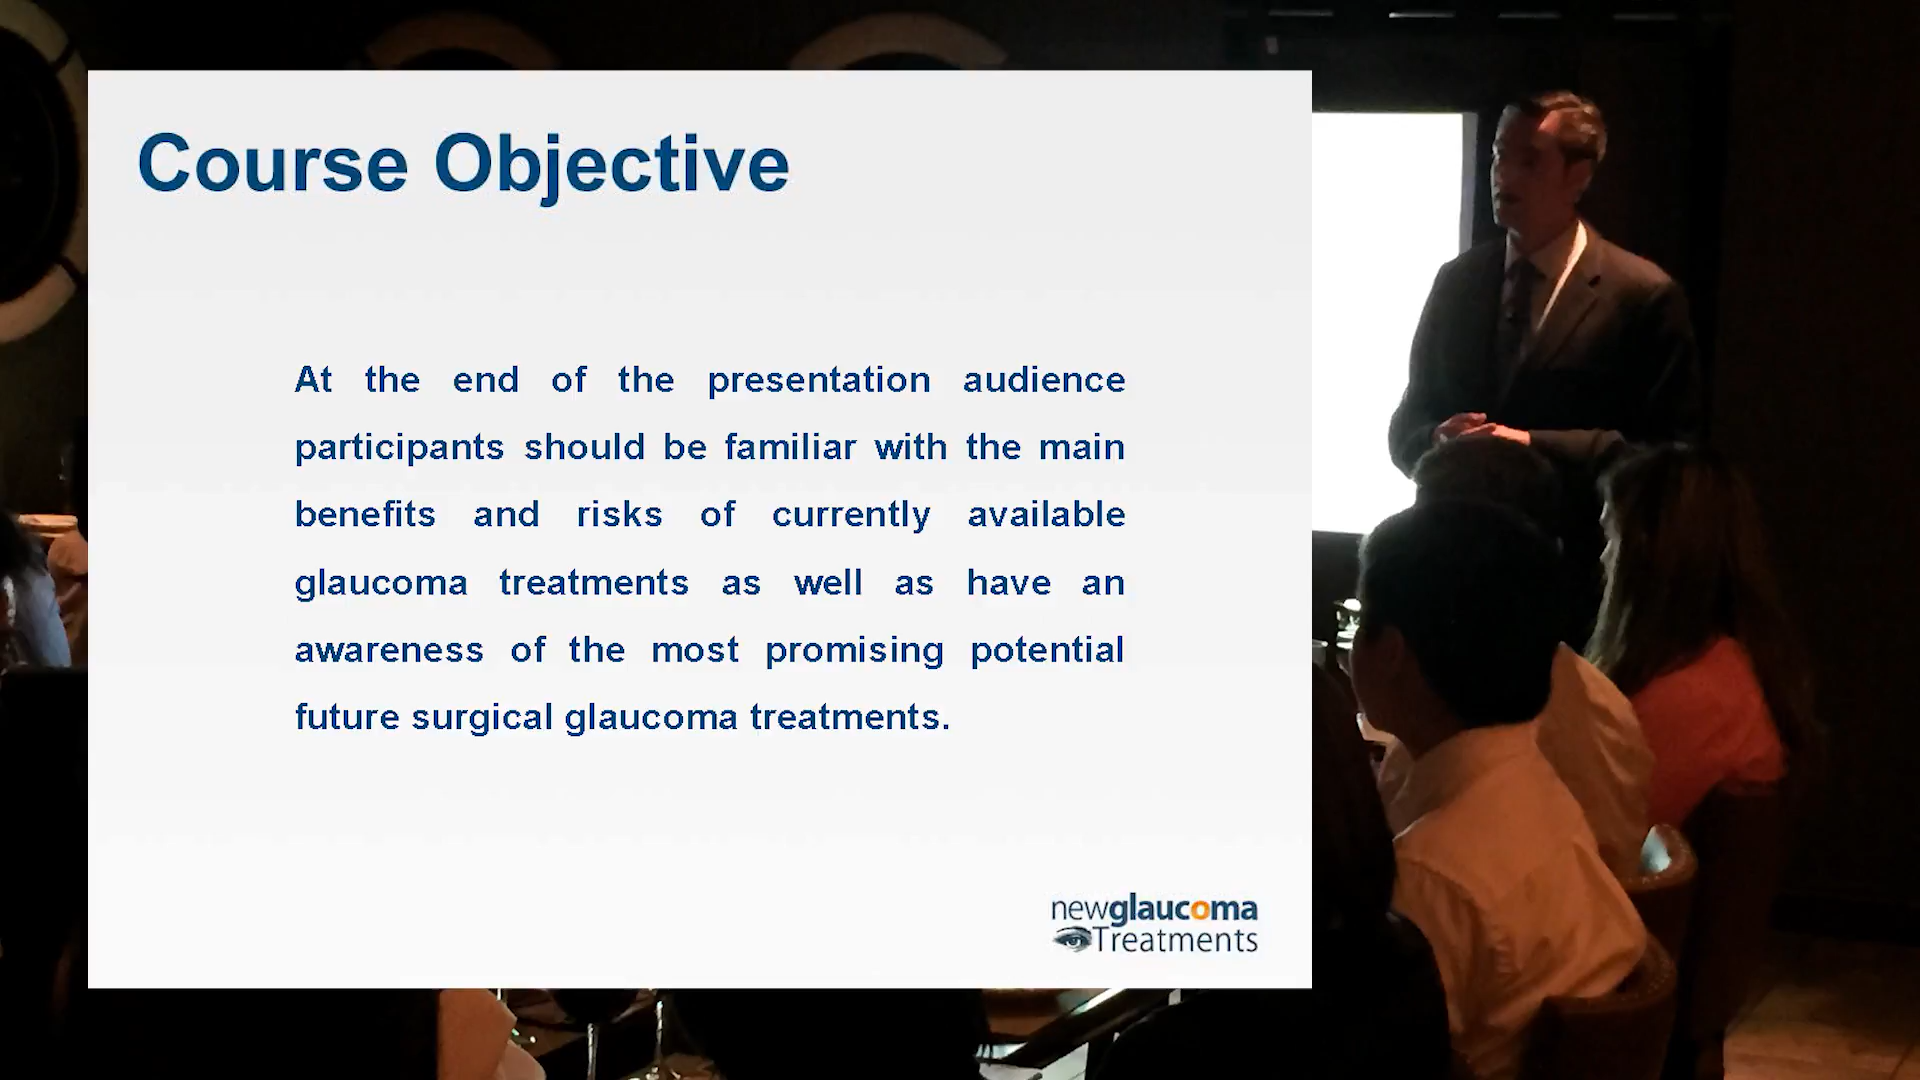 Course Objective
At the end of the presentation audience
participants should be familiar with the main
benefits and risks of currently available
glaucoma treatments as well as have an
awareness of the most promising potential
future surgical glaucoma treatments.
newglaucoma
Treatments